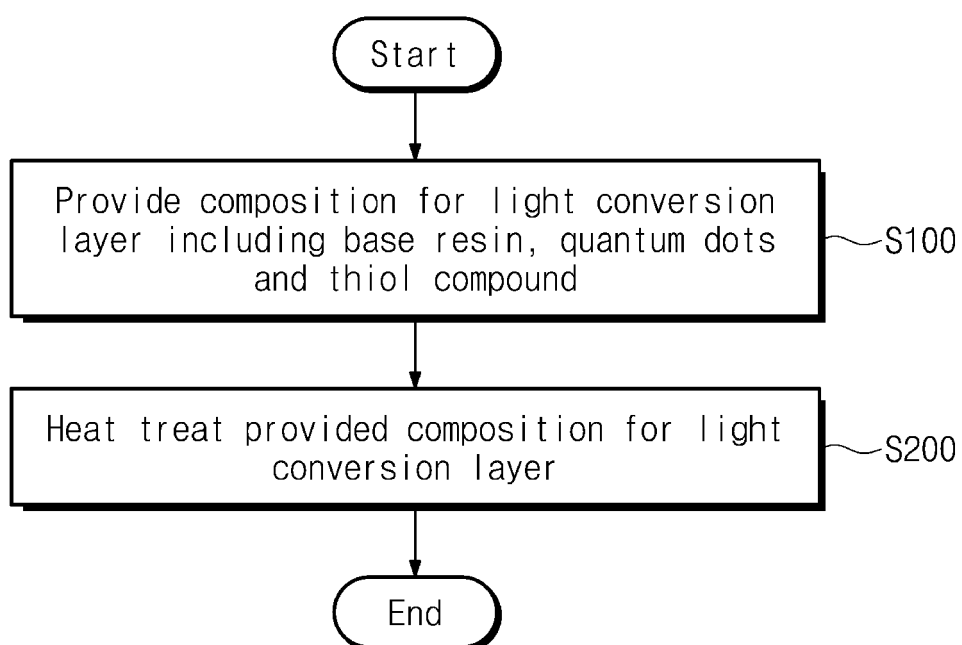 Start
Provide composition for light conversion
layer including base resin, quantum dots
and thiol compound
S100
Heat treat provided composition for light
conversion layer
S200
End